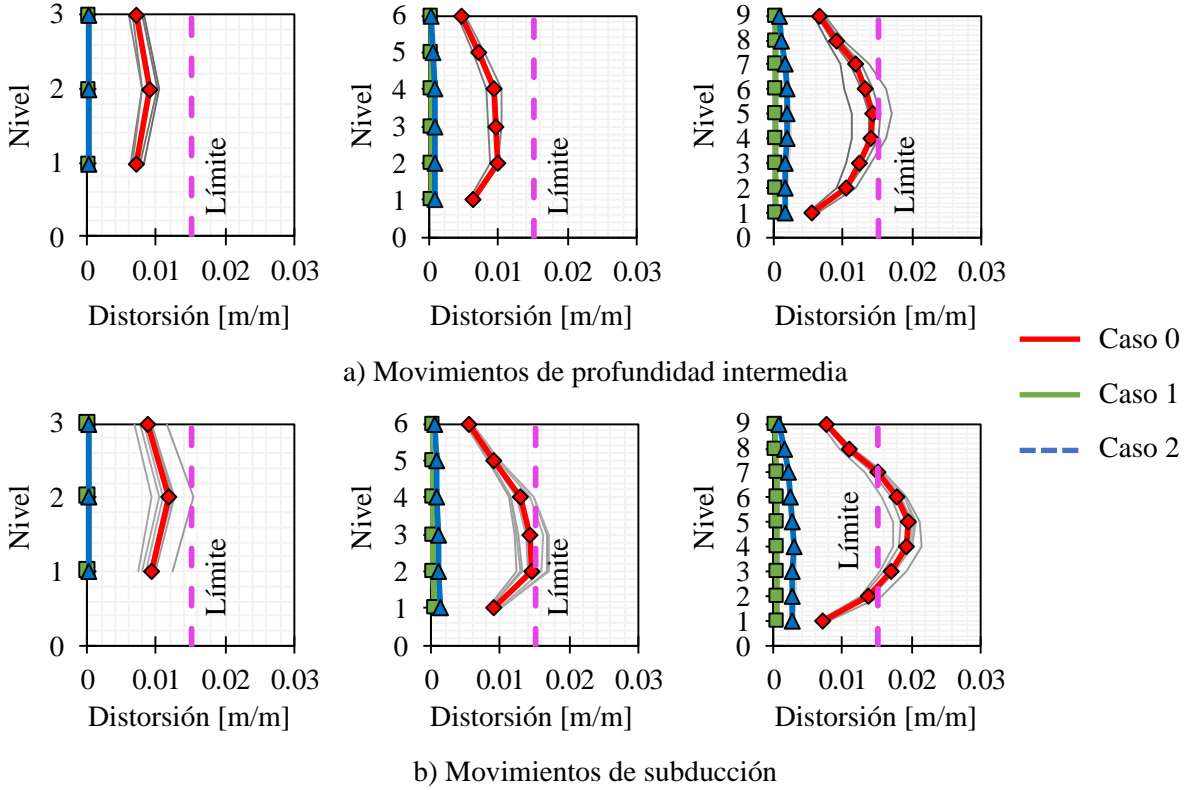 3
2
1
0
Nivel
Límite
0 0.01 0.02 0.03
Distorsión [m/m]
6
5
4
3
2
1
0
Nivel
Límite
0 0.01 0.02 0.03
Distorsión [m/m]
9
8
7
6
5
4
3
2
1
0
Nivel
Límite
0 0.01 0.02 0.03
Distorsión [m/m]
a) Movimientos de profundidad intermedia
Caso 0
Caso 1
Caso 2
3
2
1
0
Nivel
Límite
0 0.01 0.02 0.03
Distorsión [m/m]
6
5
4
3
2
1
0
Nivel
Límite
0 0.01 0.02 0.03
Distorsión [m/m]
9
8
7
6
5
4
3
2
1
0
Nivel
Límite
0 0.01 0.02 0.03
Distorsión [m/m]
b) Movimientos de subducción